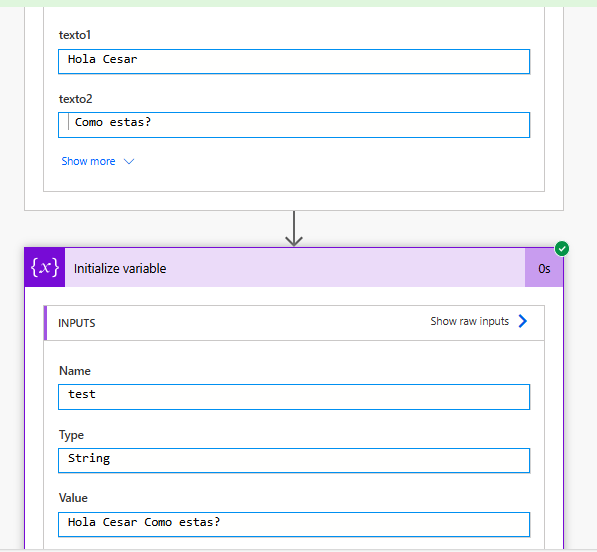 texto1
Hola Cesar
texto2
Como estas?
Show more
{x} Initialize variable 0s
INPUTS Show raw inputs
Name
test
Type
String
Value
Hola Cesar Como estas?